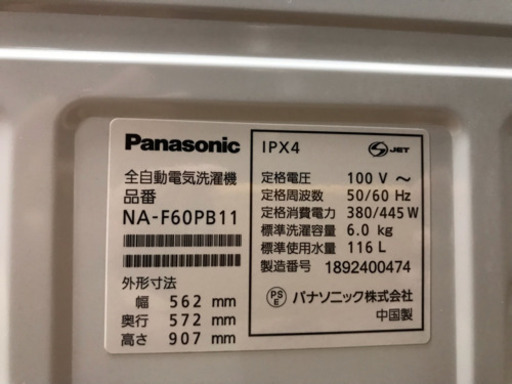 Panasonic
全自動電気洗濯機
品番
NA-F60PB11
外形寸法
幅 562 mm
奥行 572 mm
高さ 907 mm
IPX4
S JET
定格電圧 100 V ~
定格周波数 50/60 Hz
定格消費電力 380/445 W
標準洗濯容量 6.0 kg
標準使用水量 116 L
製造番号 1892400474
PS E パナソニック株式会社
中国製